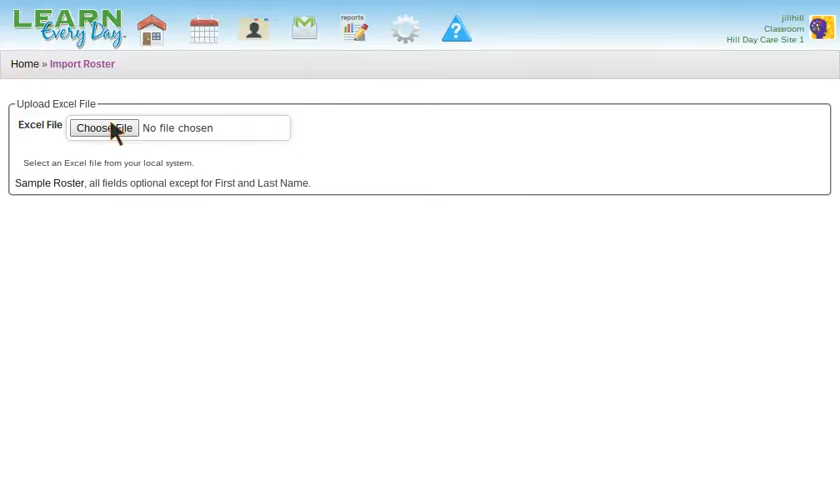 LEARN
Every Day
reports
?
jillhill
Classroom
Hill Day Care Site 1
Home » Import Roster
Upload Excel File
Excel File Choose File No file chosen
Select an Excel file from your local system.
Sample Roster, all fields optional except for First and Last Name.